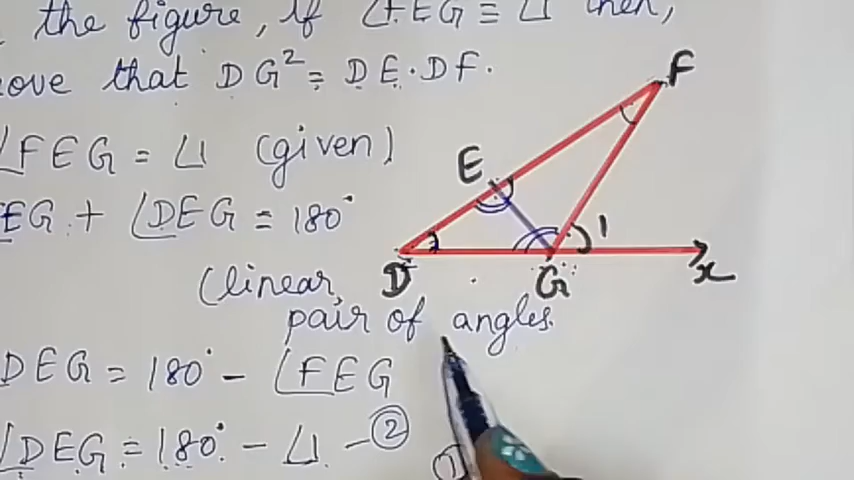 the figure, if ∠FEG ≡ ∠1 then,
ove that DG² = DE·DF.
∠FEG = ∠1 (given)
EG + ∠DEG = 180°
(linear
pair of angles.
DEG = 180° - ∠FEG
∠DEG = 180° - ∠1 - ②
①
F
E
1
D
G
x